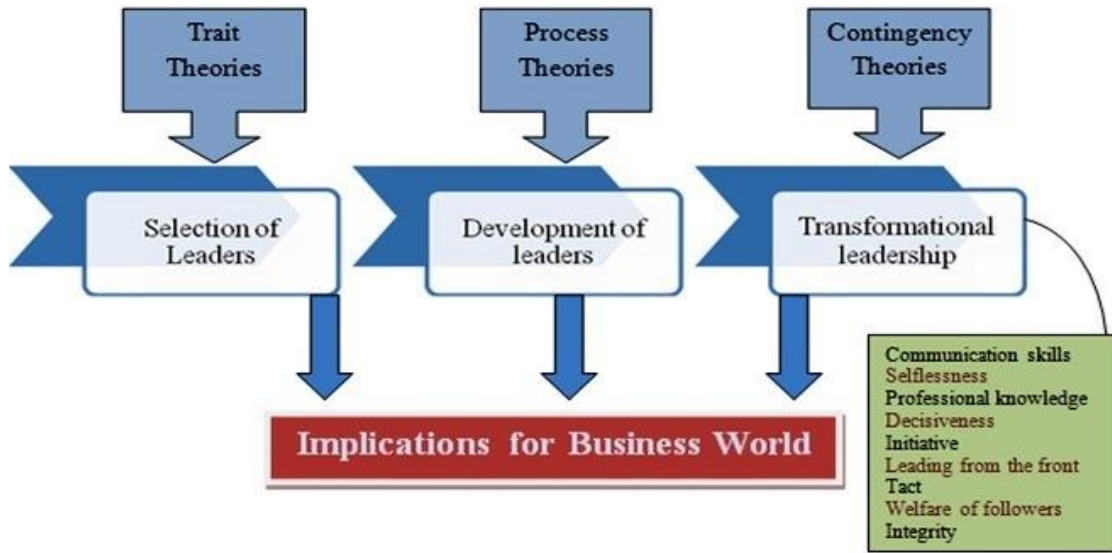 Trait
Theories
Process
Theories
Contingency
Theories
Selection of
Leaders
Development of
leaders
Transformational
leadership
Communication skills
Selflessness
Professional knowledge
Decisiveness
Initiative
Leading from the front
Tact
Welfare of followers
Integrity
Implications for Business World